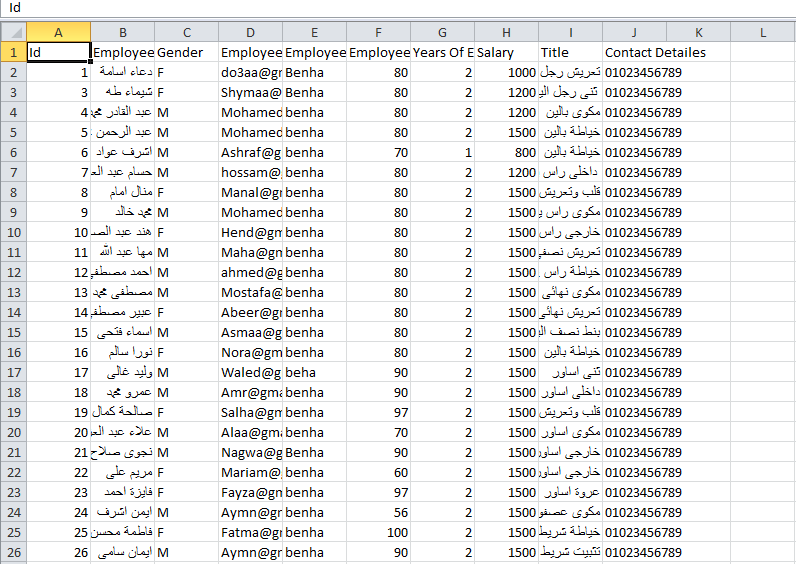 Id
A B C D E F G H I J K L
1 Id Employee Gender Employee Employee Employee Years Of E Salary Title Contact Detailes
2 1 دعاء اسامة F do3aa@gr Benha 80 2 1000 تعريش رجل 01023456789
3 3 شيماء طه F Shymaa@ Benha 80 2 1200 تنى رجل الي 01023456789
4 4 عبد القادر محمد M Mohamed benha 80 2 1200 مكوى بالين 01023456789
5 5 عبد الرحمن M Mohamed benha 80 2 1500 خياطة بالين 01023456789
6 6 اشرف عواد M Ashraf@g benha 70 1 800 خياطة بالين 01023456789
7 7 حسام عبد الع M hossam@ benha 80 2 1200 داخلى راس 01023456789
8 8 منال امام F Manal@gr benha 80 2 1500 قلب وتعريش 01023456789
9 9 محمد خالد M Mohamed benha 80 2 1500 مكوى راس ي 01023456789
10 10 هند عبد الصـ F Hend@gm benha 80 2 1500 خارجى راس 01023456789
11 11 مها عبد الله M Maha@gn benha 80 2 1500 تعريش نصف 01023456789
12 12 احمد مصطفى M ahmed@g benha 80 2 1500 خياطة راس 01023456789
13 13 مصطفى محمد M Mostafa@ benha 80 2 1500 مكوى نهائى 01023456789
14 14 عبير مصطفى F Abeer@gr benha 80 2 1500 تعريش نهائى 01023456789
15 15 اسماء فتحى M Asmaa@g benha 80 2 1500 بنط نصف الي 01023456789
16 16 نورا سالم F Nora@gm benha 80 2 1500 خياطة بالين 01023456789
17 17 وليد غالى M Waled@g beha 90 2 1500 تنى اساور 01023456789
18 18 عمرو محمد M Amr@gma benha 90 2 1500 داخلى اساور 01023456789
19 19 صالحة كمال F Salha@gm benha 97 2 1500 قلب وتعريش 01023456789
20 20 علاء عبد العز M Alaa@gma benha 70 2 1500 مكوى اساور 01023456789
21 21 نجوى صلاح M Nagwa@g Benha 90 2 1500 خارجى اساور 01023456789
22 22 مريم على F Mariam@ benha 60 2 1500 خارجى اساور 01023456789
23 23 فايزة احمد F Fayza@gn benha 97 2 1500 عروة اساور 01023456789
24 24 ايمن اشرف M Aymn@gn benha 56 2 1500 مكوى عصفو 01023456789
25 25 فاطمة محسن F Fatma@gr benha 100 2 1500 خياطة شريط 01023456789
26 26 ايمان سامى M Aymn@gn benha 90 2 1500 تثبيت شريط 01023456789